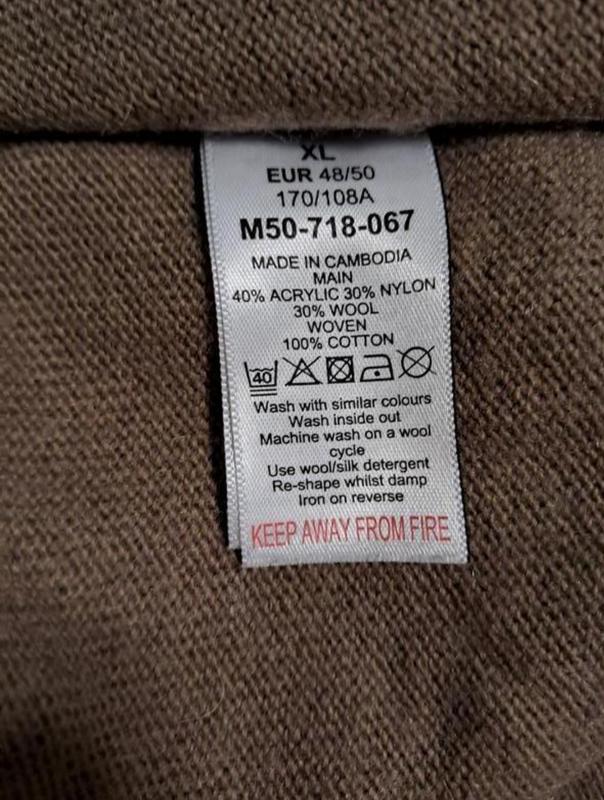 XL
EUR 48/50
170/108A
M50-718-067
MADE IN CAMBODIA
MAIN
40% ACRYLIC 30% NYLON
30% WOOL
WOVEN
100% COTTON
40
Wash with similar colours
Wash inside out
Machine wash on a wool
cycle
Use wool/silk detergent
Re-shape whilst damp
Iron on reverse
KEEP AWAY FROM FIRE